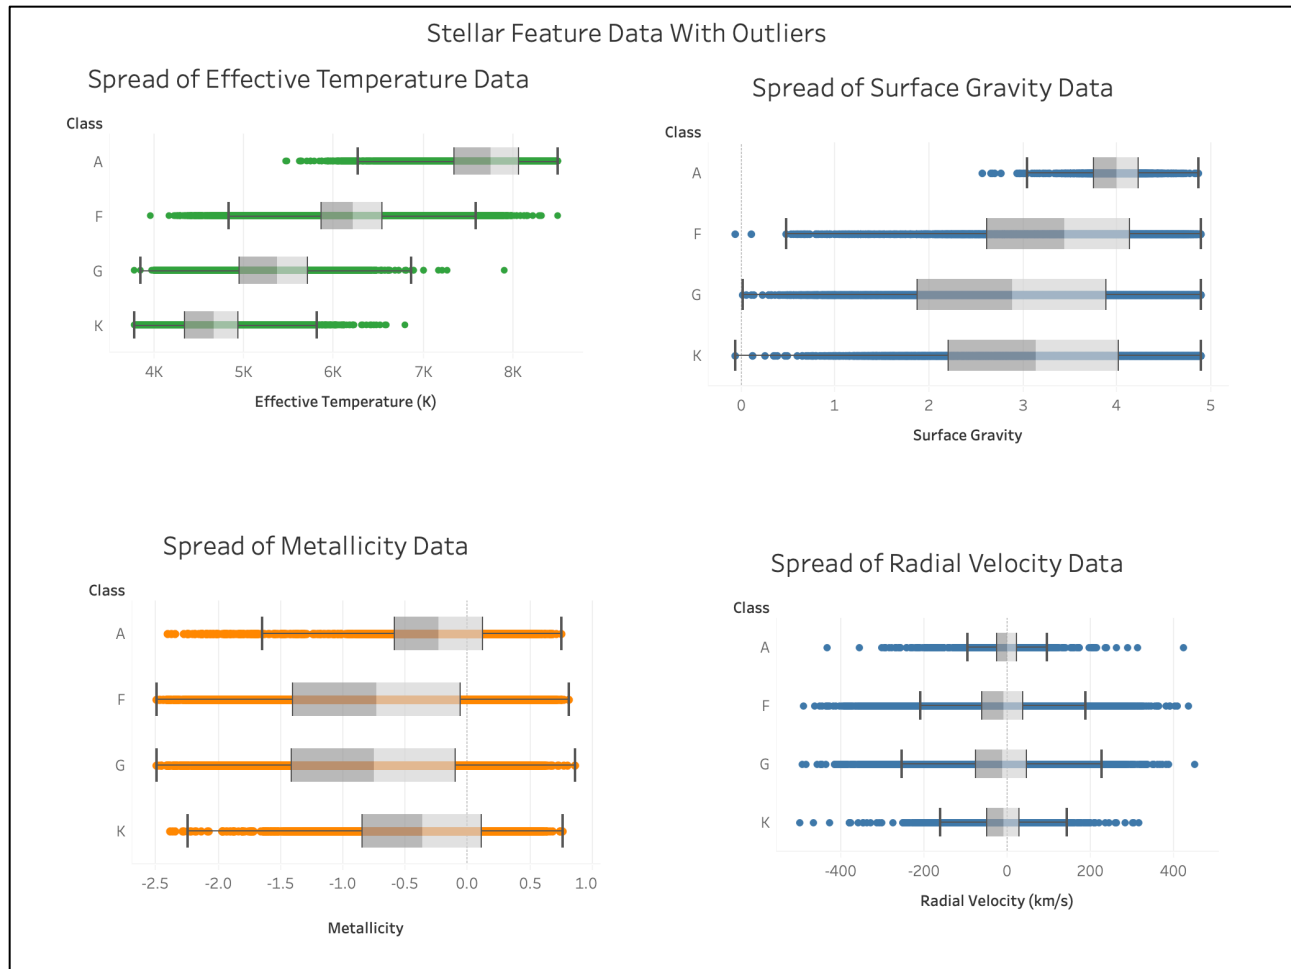 Stellar Feature Data With Outliers
Spread of Effective Temperature Data
Class
A
F
G
K
4K 5K 6K 7K 8K
Effective Temperature (K)
Spread of Surface Gravity Data
Class
A
F
G
K
0 1 2 3 4 5
Surface Gravity
Spread of Metallicity Data
Class
A
F
G
K
-2.5 -2.0 -1.5 -1.0 -0.5 0.0 0.5 1.0
Metallicity
Spread of Radial Velocity Data
Class
A
F
G
K
-400 -200 0 200 400
Radial Velocity (km/s)